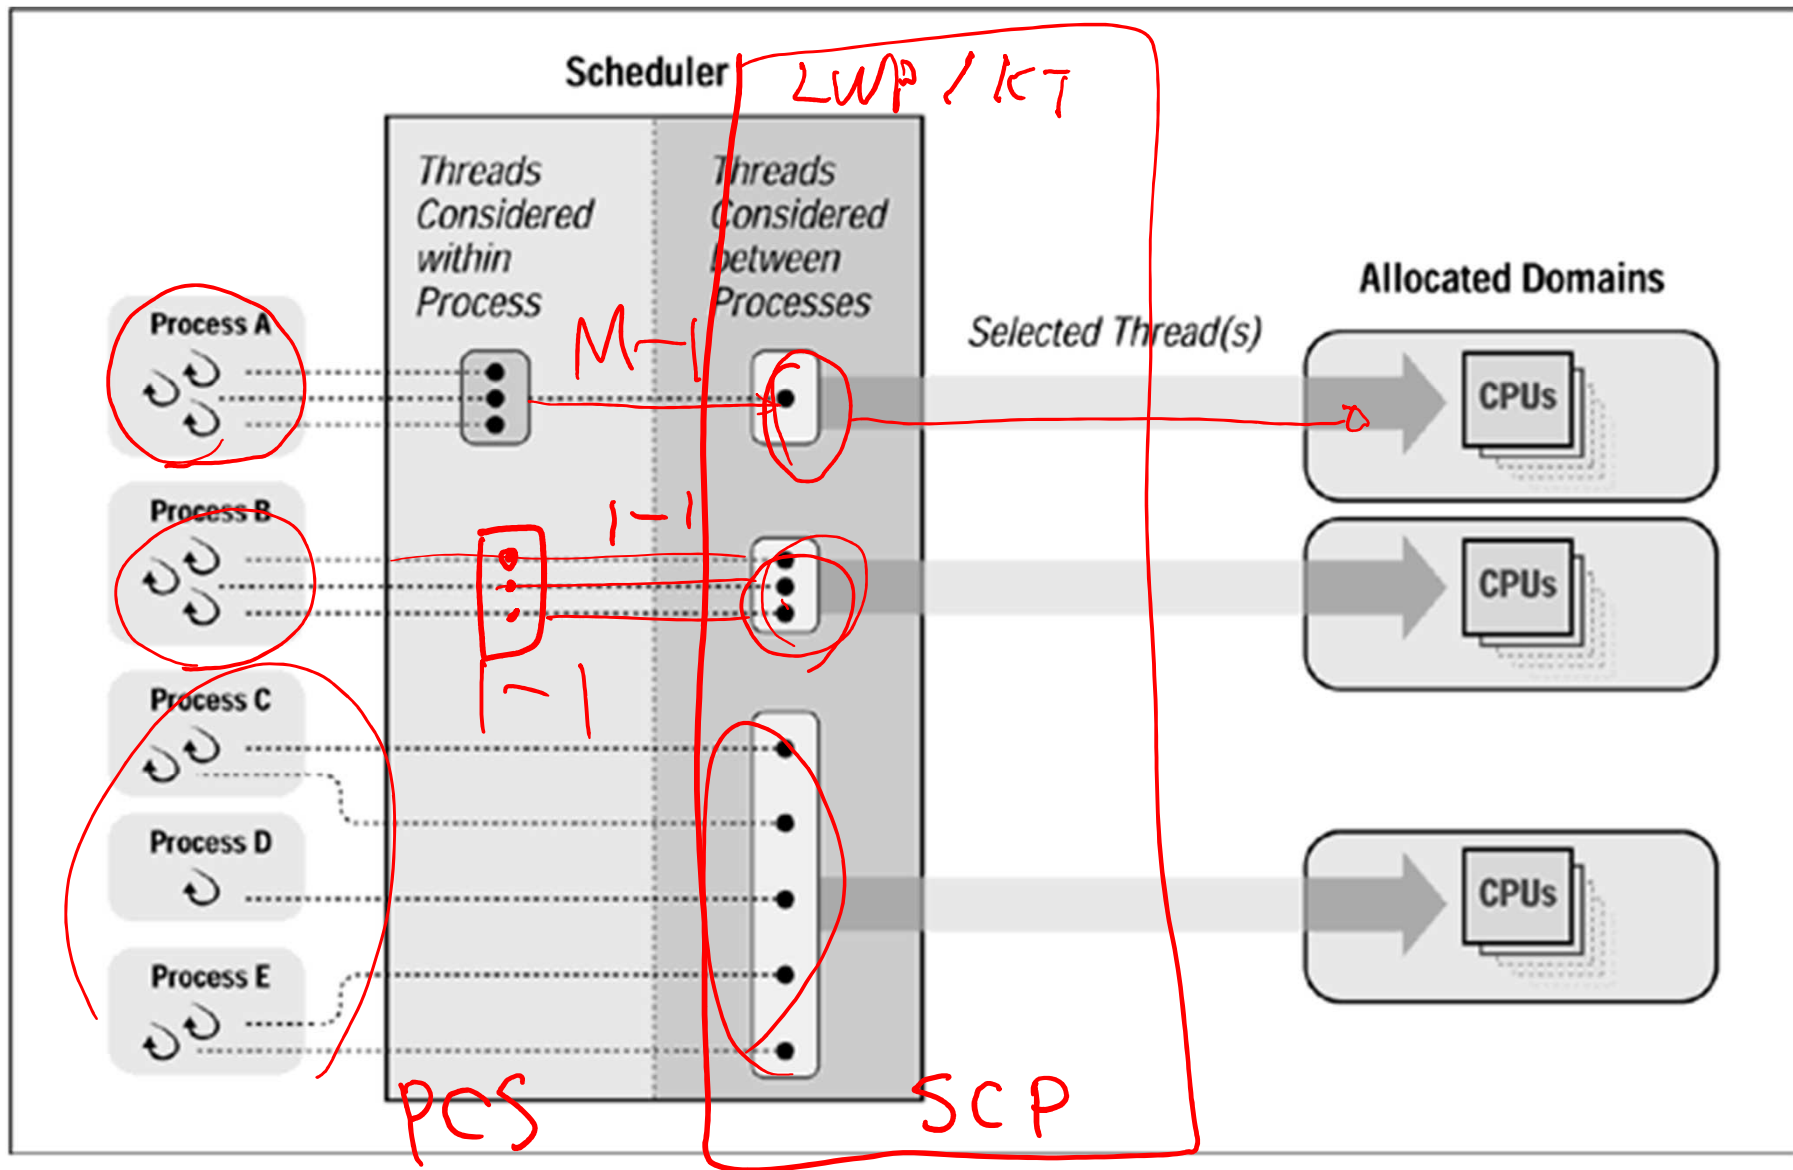 Scheduler
LWP / KT
Threads
Considered
within
Process
Threads
Considered
between
Processes
Allocated Domains
Selected Thread(s)
Process A
M-1
CPUs
Process B
1-1
CPUs
1-1
Process C
Process D
CPUs
Process E
PCS
SCP